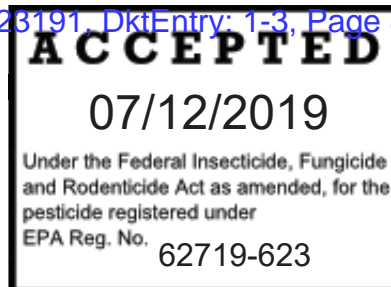 23191, DktEntry: 1-3, Page
ACCEPTED
07/12/2019
Under the Federal Insecticide, Fungicide
and Rodenticide Act as amended, for the
pesticide registered under
EPA Reg. No. 62719-623